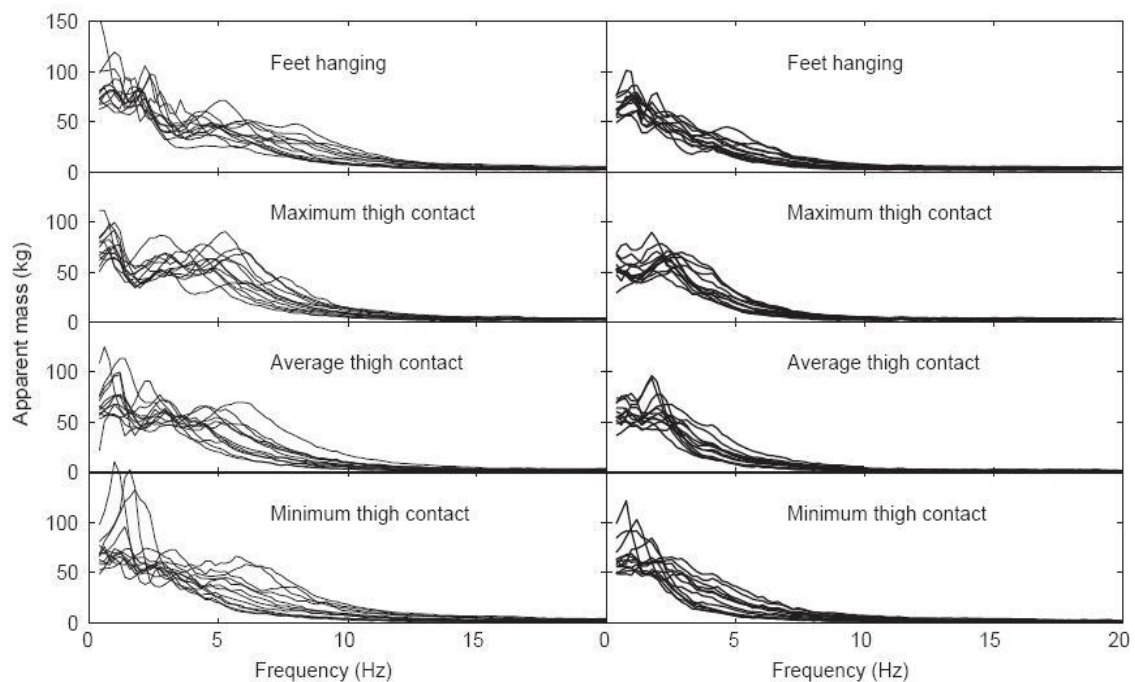 150
Feet hanging
Feet hanging
100
50
0
Maximum thigh contact
Maximum thigh contact
100
50
0
Apparent mass (kg)
Average thigh contact
Average thigh contact
100
50
0
Minimum thigh contact
Minimum thigh contact
100
50
0
0 5 10 15 0 5 10 15 20
Frequency (Hz) Frequency (Hz)